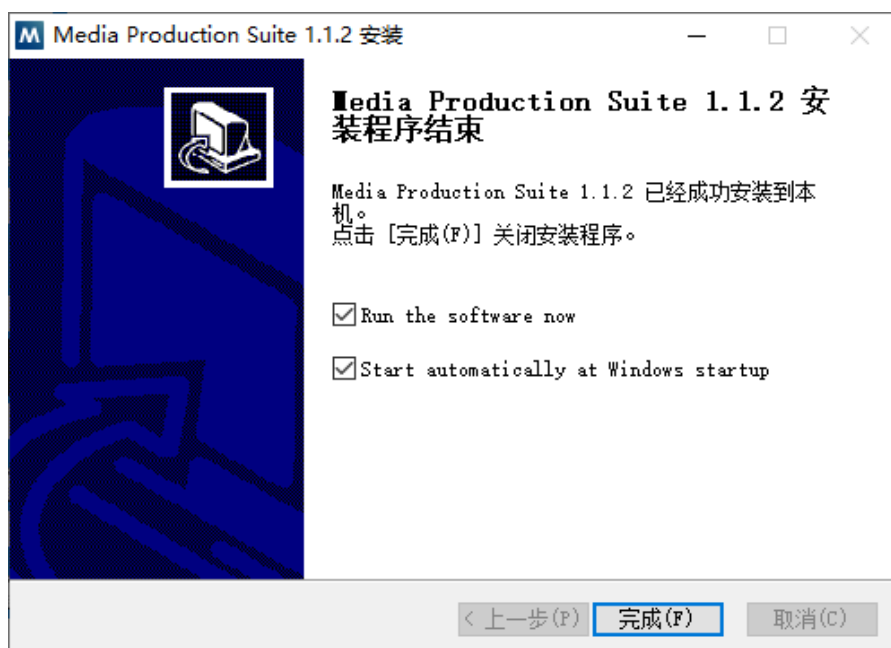 M Media Production Suite 1.1.2 安装
Media Production Suite 1.1.2 安
装程序结束
Media Production Suite 1.1.2 已经成功安装到本
机。
点击 [完成(F)] 关闭安装程序。
Run the software now
Start automatically at Windows startup
< 上一步(P) 完成(F) 取消(C)